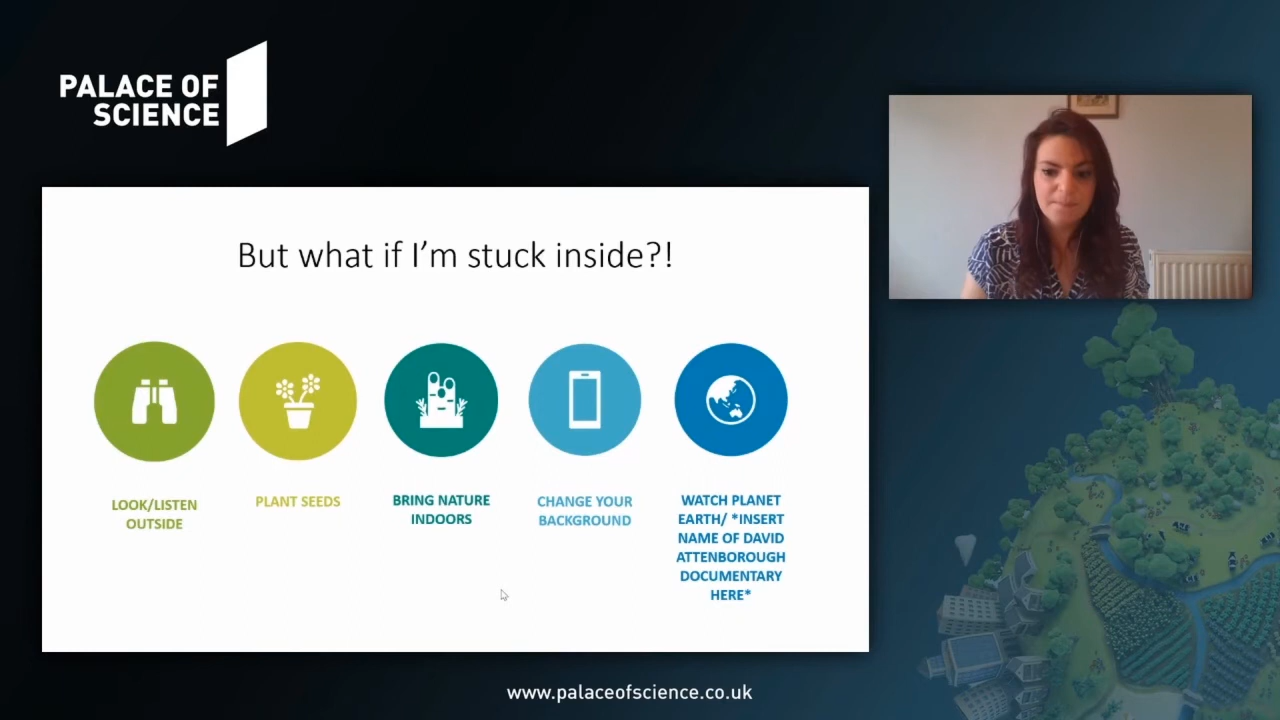 PALACE OF
SCIENCE
But what if I'm stuck inside?!
LOOK/LISTEN
OUTSIDE
PLANT SEEDS
BRING NATURE
INDOORS
CHANGE YOUR
BACKGROUND
WATCH PLANET
EARTH/ *INSERT
NAME OF DAVID
ATTENBOROUGH
DOCUMENTARY
HERE*
www.palaceofscience.co.uk